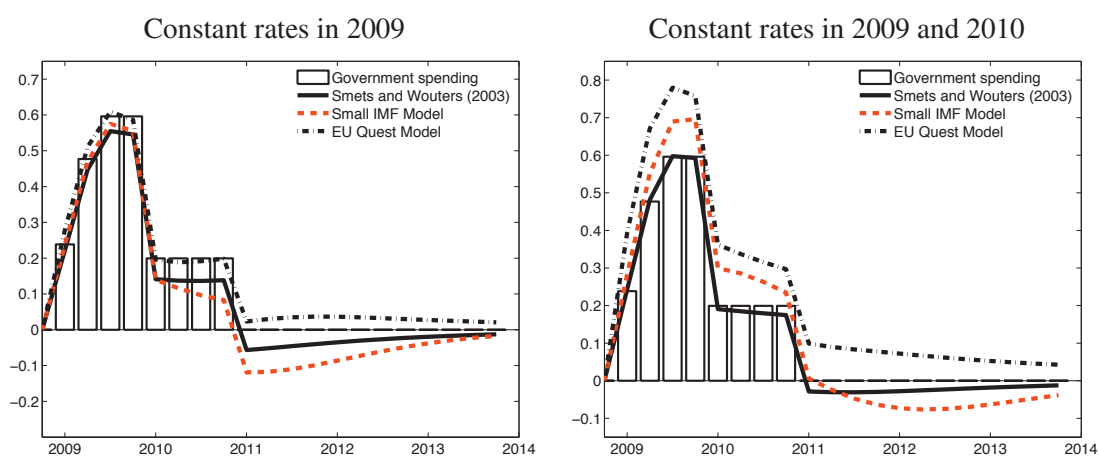 Constant rates in 2009
0.7
0.6
0.5
0.4
0.3
0.2
0.1
0
−0.1
−0.2
Government spending
Smets and Wouters (2003)
Small IMF Model
EU Quest Model
2009 2010 2011 2012 2013 2014
Constant rates in 2009 and 2010
0.8
0.7
0.6
0.5
0.4
0.3
0.2
0.1
0
−0.1
Government spending
Smets and Wouters (2003)
Small IMF Model
EU Quest Model
2009 2010 2011 2012 2013 2014